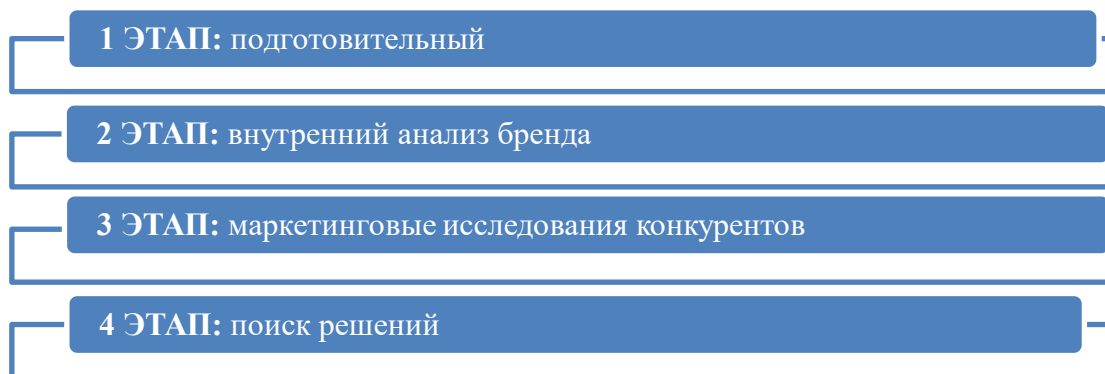 1 ЭТАП: подготовительный
2 ЭТАП: внутренний анализ бренда
3 ЭТАП: маркетинговые исследования конкурентов
4 ЭТАП: поиск решений